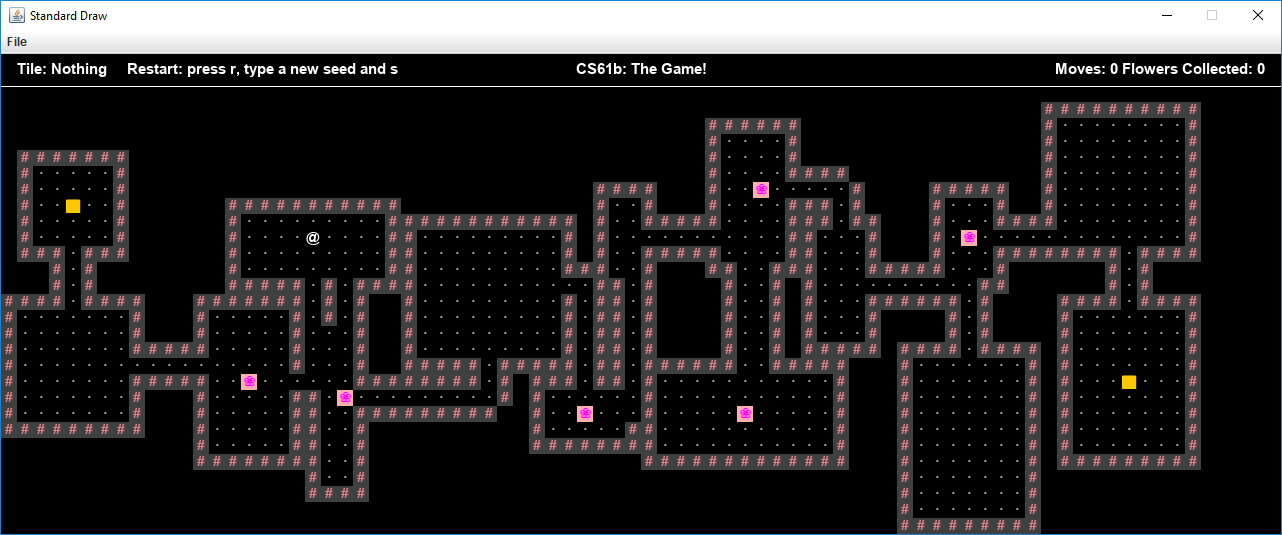 Standard Draw
File
Tile: Nothing Restart: press r, type a new seed and s CS61b: The Game! Moves: 0 Flowers Collected: 0
@